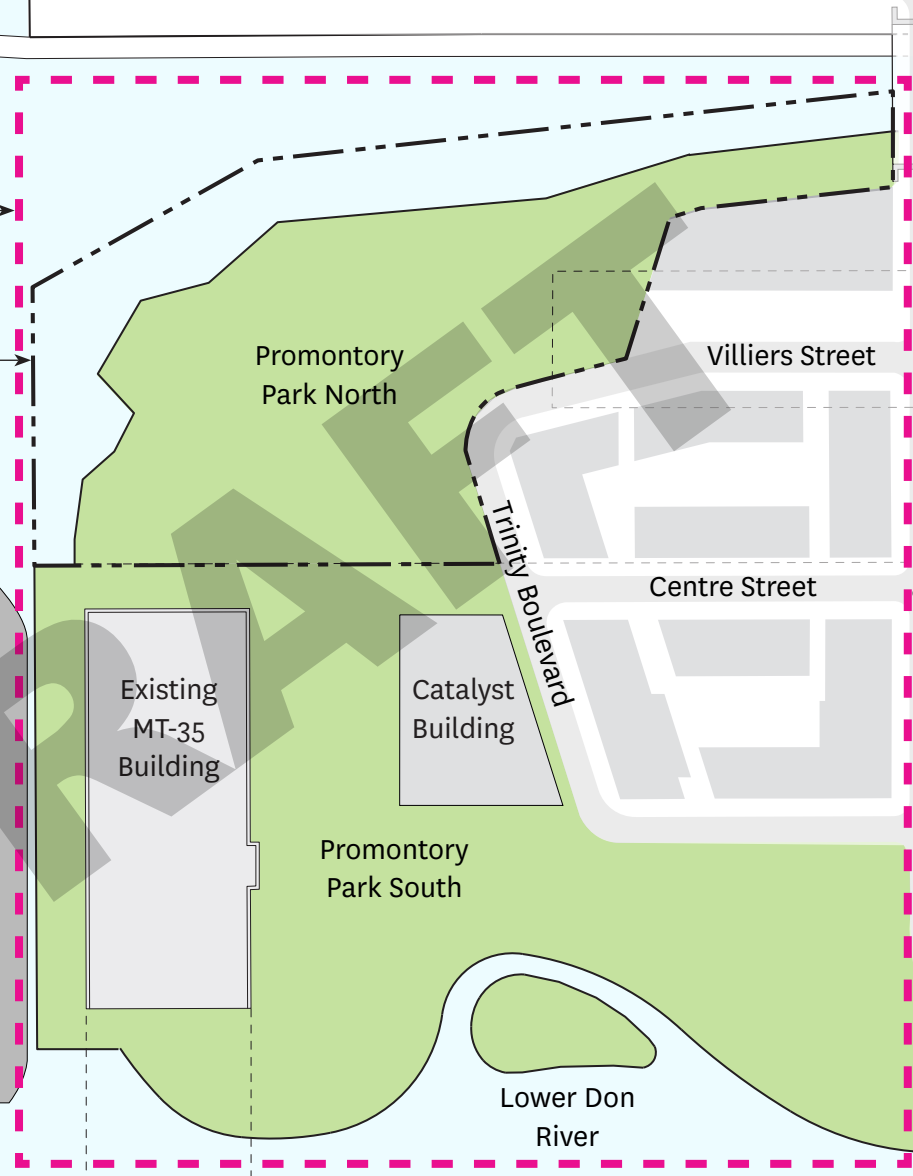 Promontory
Park North
Villiers Street
Trinity Boulevard
Centre Street
Existing
MT-35
Building
Catalyst
Building
Promontory
Park South
Lower Don
River
RAFT